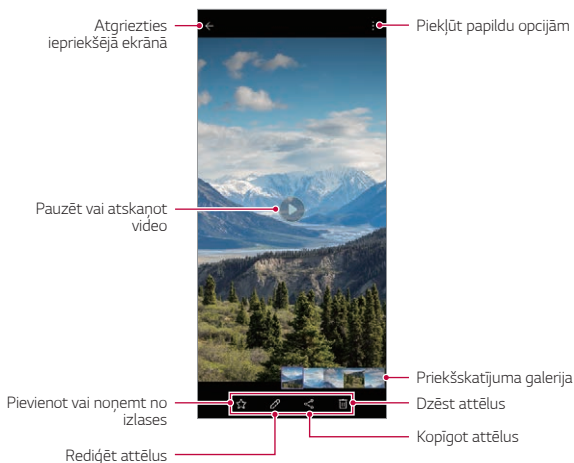 Atgriezties
iepriekšējā ekrānā
Piekļūt papildu opcijām
Pauzēt vai atskaņot
video
Priekšskatījuma galerija
Pievienot vai noņemt no
izlases
Dzēst attēlus
Kopīgot attēlus
Rediģēt attēlus